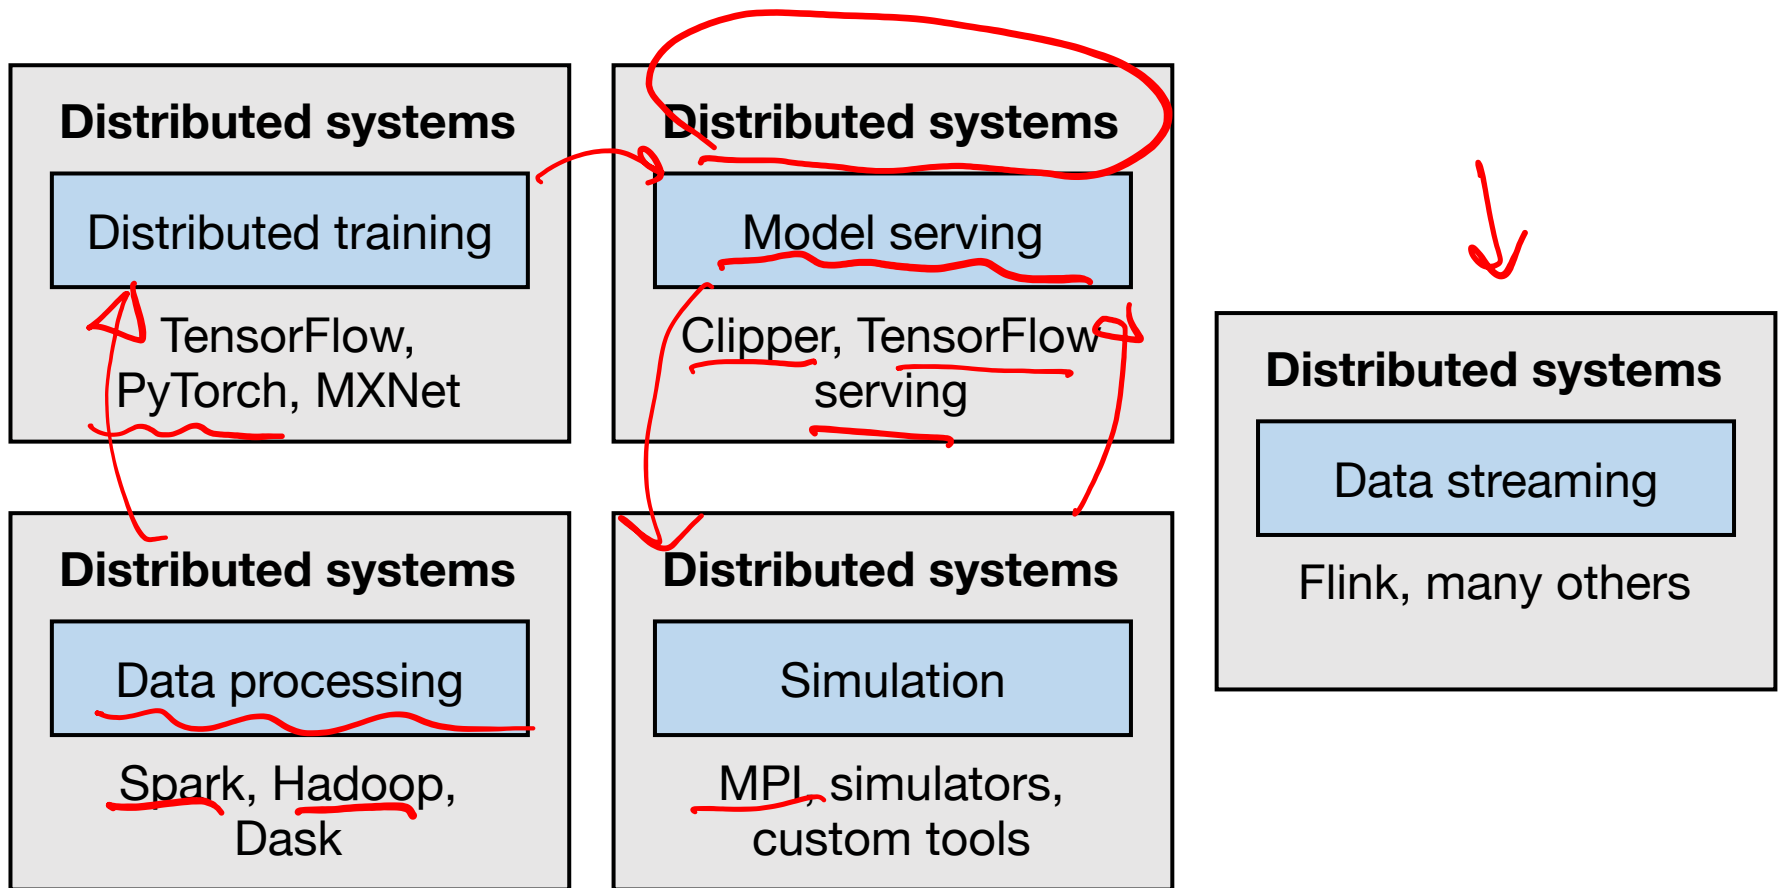 Distributed systems
Distributed training
TensorFlow,
PyTorch, MXNet
Distributed systems
Model serving
Clipper, TensorFlow
serving
Distributed systems
Data processing
Spark, Hadoop,
Dask
Distributed systems
Simulation
MPI, simulators,
custom tools
Distributed systems
Data streaming
Flink, many others